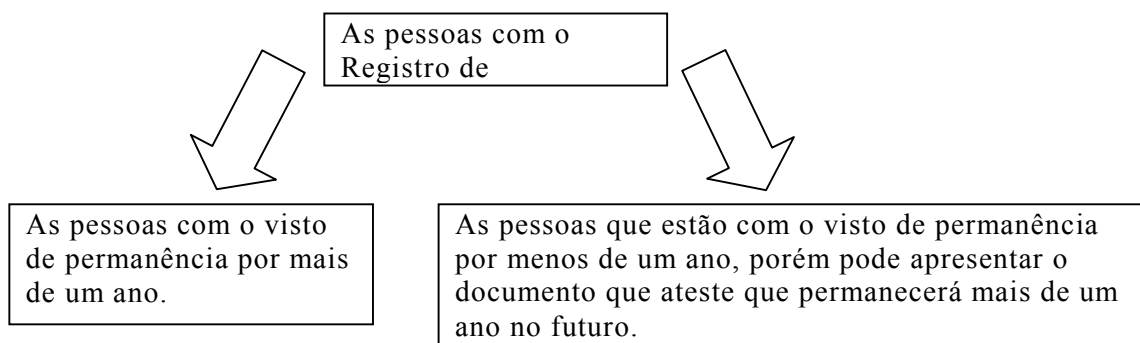 As pessoas com o
Registro de
As pessoas com o visto
de permanência por mais
de um ano.
As pessoas que estão com o visto de permanência
por menos de um ano, porém pode apresentar o
documento que ateste que permanecerá mais de um
ano no futuro.